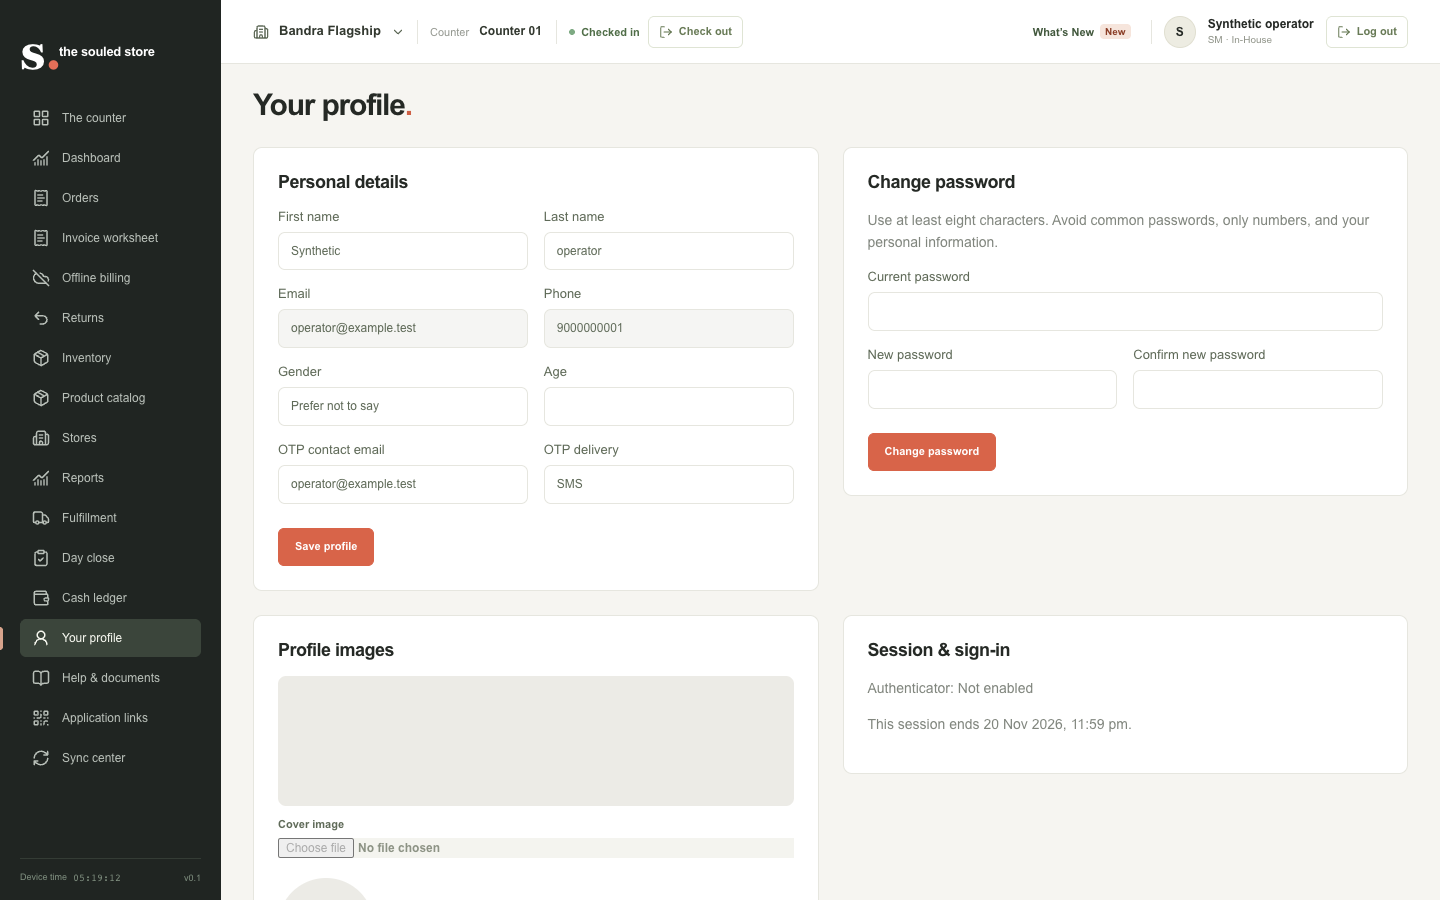 S.
the souled store
The counter
Dashboard
Orders
Invoice worksheet
Offline billing
Returns
Inventory
Product catalog
Stores
Reports
Fulfillment
Day close
Cash ledger
Your profile
Help & documents
Application links
Sync center
Device time 05:19:12 v0.1
Bandra Flagship
Counter Counter 01
Checked in
Check out
What's New New
S
Synthetic operator
SM · In-House
Log out
Your profile.
Personal details
First name Last name
Synthetic operator
Email Phone
operator@example.test 9000000001
Gender Age
Prefer not to say
OTP contact email OTP delivery
operator@example.test SMS
Save profile
Change password
Use at least eight characters. Avoid common passwords, only numbers, and your
personal information.
Current password
New password Confirm new password
Change password
Profile images
Cover image
Choose file No file chosen
Session & sign-in
Authenticator: Not enabled
This session ends 20 Nov 2026, 11:59 pm.